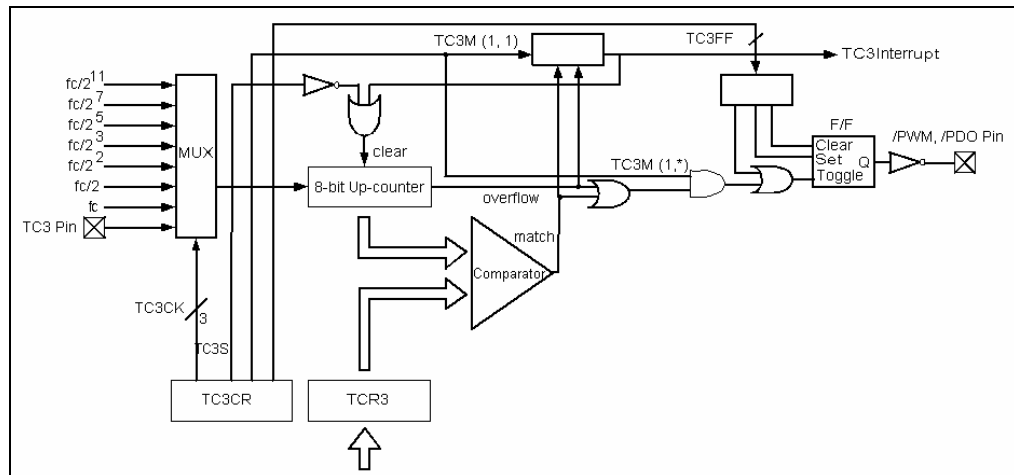 TC3M (1, 1)
TC3FF
TC3Interrupt
fc/2^11
fc/2^7
fc/2^5
fc/2^3
fc/2^2
fc/2
fc
TC3 Pin
MUX
clear
8-bit Up-counter
overflow
TC3M (1,*)
F/F
Clear
Set
Toggle
Q
/PWM, /PDO Pin
match
Comparator
TC3CK
3
TC3S
TC3CR
TCR3